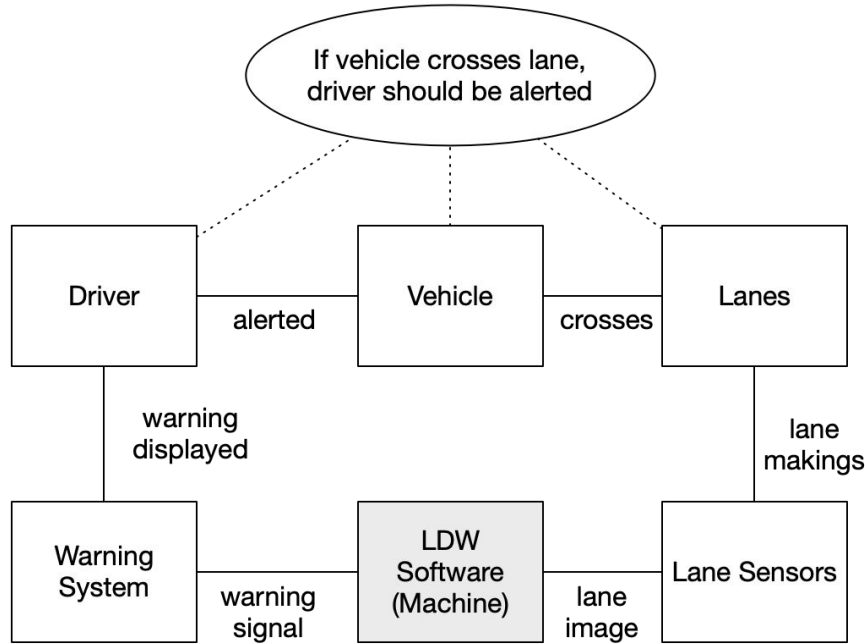 If vehicle crosses lane,
driver should be alerted
Driver
Vehicle
Lanes
alerted
crosses
warning
displayed
lane
makings
Warning
System
LDW
Software
(Machine)
Lane Sensors
warning
signal
lane
image